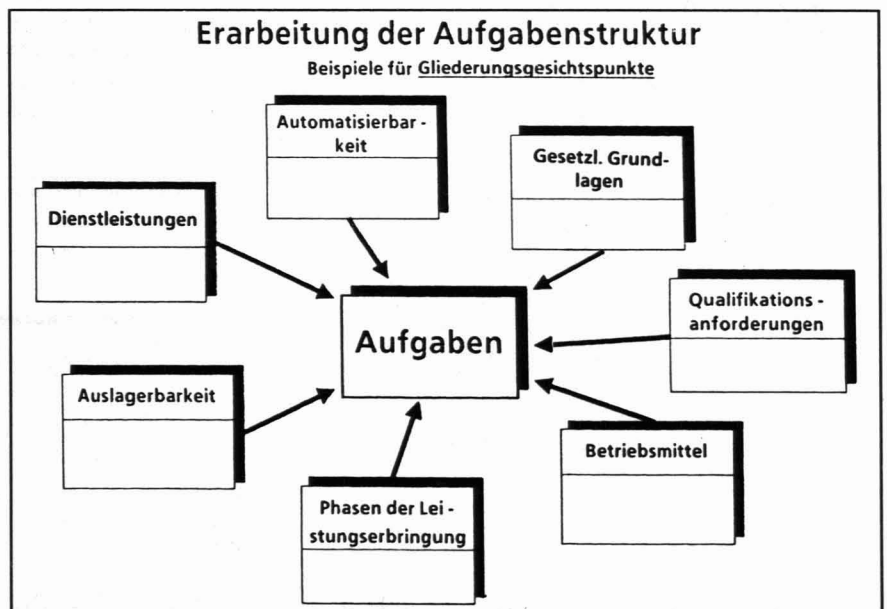 Erarbeitung der Aufgabenstruktur
Beispiele für Gliederungsgesichtspunkte
Automatisierbar -
keit
Gesetzl. Grund-
lagen
Dienstleistungen
Qualifikations -
anforderungen
Aufgaben
Auslagerbarkeit
Betriebsmittel
Phasen der Lei -
stungserbringung